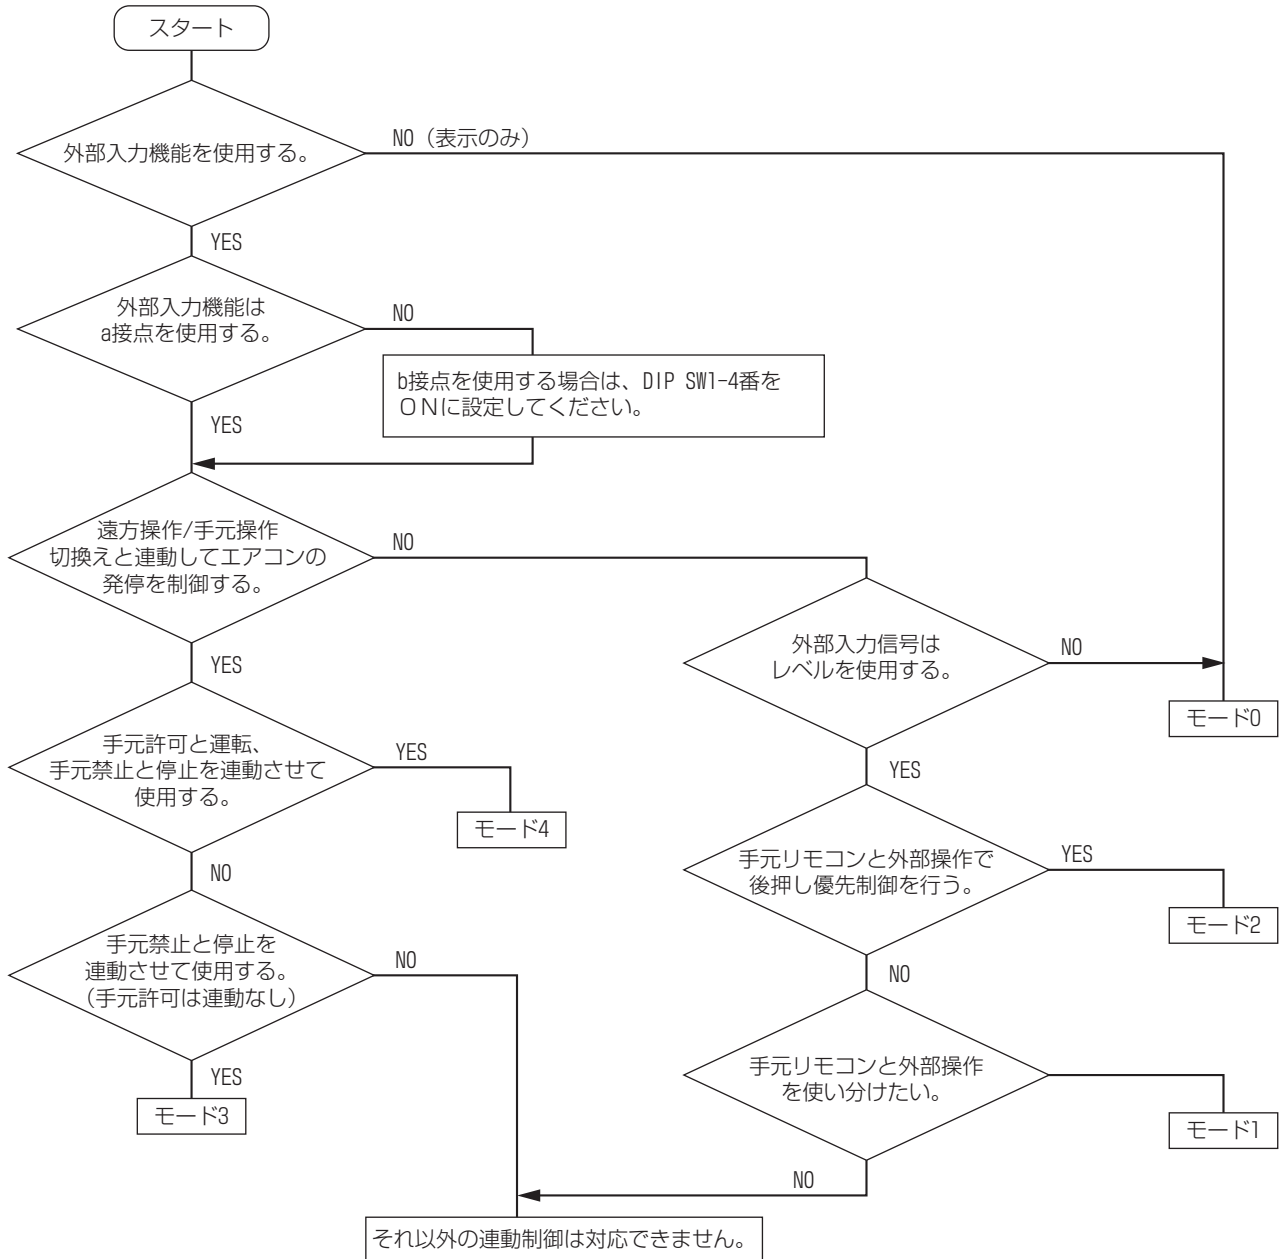 スタート
外部入力機能を使用する。
NO（表示のみ）
YES
外部入力機能は
a接点を使用する。
NO
b接点を使用する場合は、DIP SW1-4番を
ＯＮに設定してください。
YES
遠方操作/手元操作
切換えと連動してエアコンの
発停を制御する。
NO
YES
外部入力信号は
レベルを使用する。
NO
モード0
手元許可と運転、
手元禁止と停止を連動させて
使用する。
YES
モード4
YES
手元リモコンと外部操作で
後押し優先制御を行う。
YES
モード2
NO
手元禁止と停止を
連動させて使用する。
（手元許可は連動なし）
NO
NO
手元リモコンと外部操作
を使い分けたい。
モード1
YES
モード3
NO
それ以外の連動制御は対応できません。